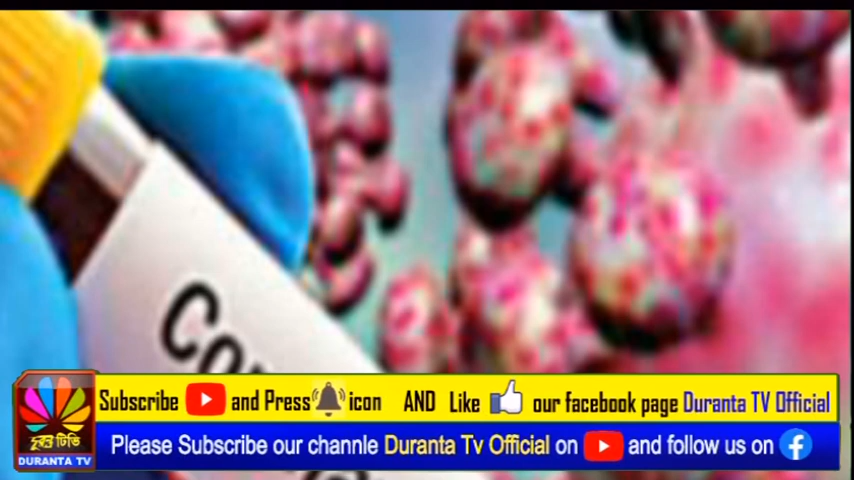 Co
Subscribe and Press icon AND Like our facebook page Duranta TV Official
Please Subscribe our channle Duranta Tv Official on and follow us on
দুরন্ত টিভি
DURANTA TV